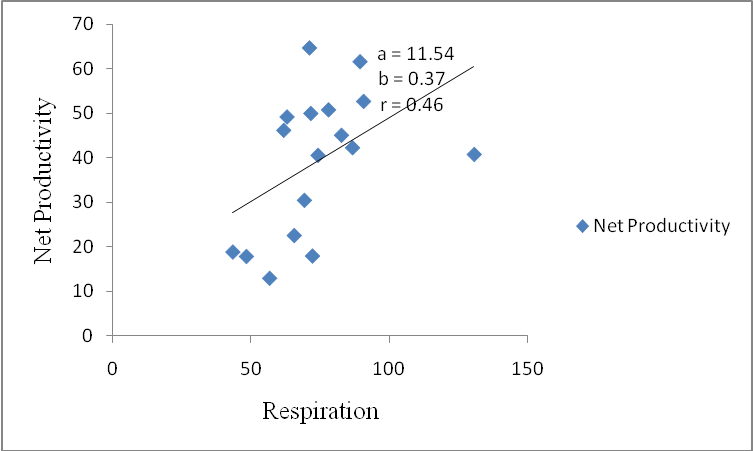 70
60
50
40
30
20
10
0
0 50 100 150
Net Productivity
Respiration
a = 11.54
b = 0.37
r = 0.46
Net Productivity